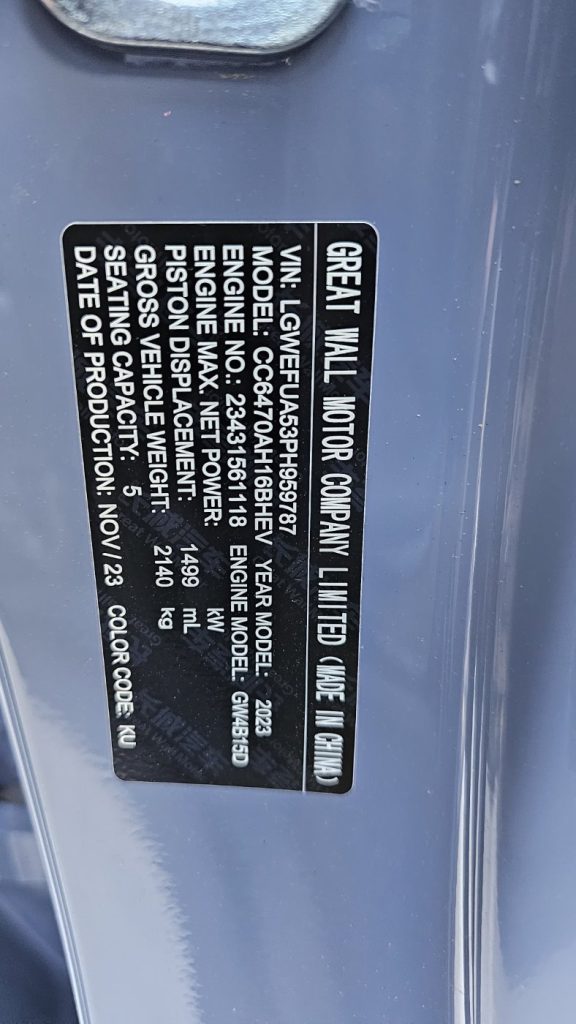 GREAT WALL MOTOR COMPANY LIMITED (MADE IN CHINA)
VIN: LGWEFUA53PH959787
MODEL: CC6470AH16BHEV YEAR MODEL: 2023
ENGINE NO.: 23431561118 ENGINE MODEL: GW4B15D
ENGINE MAX. NET POWER: kW
PISTON DISPLACEMENT: 1499 mL
GROSS VEHICLE WEIGHT: 2140 kg
SEATING CAPACITY: 5
DATE OF PRODUCTION: NOV/23 COLOR CODE: KU